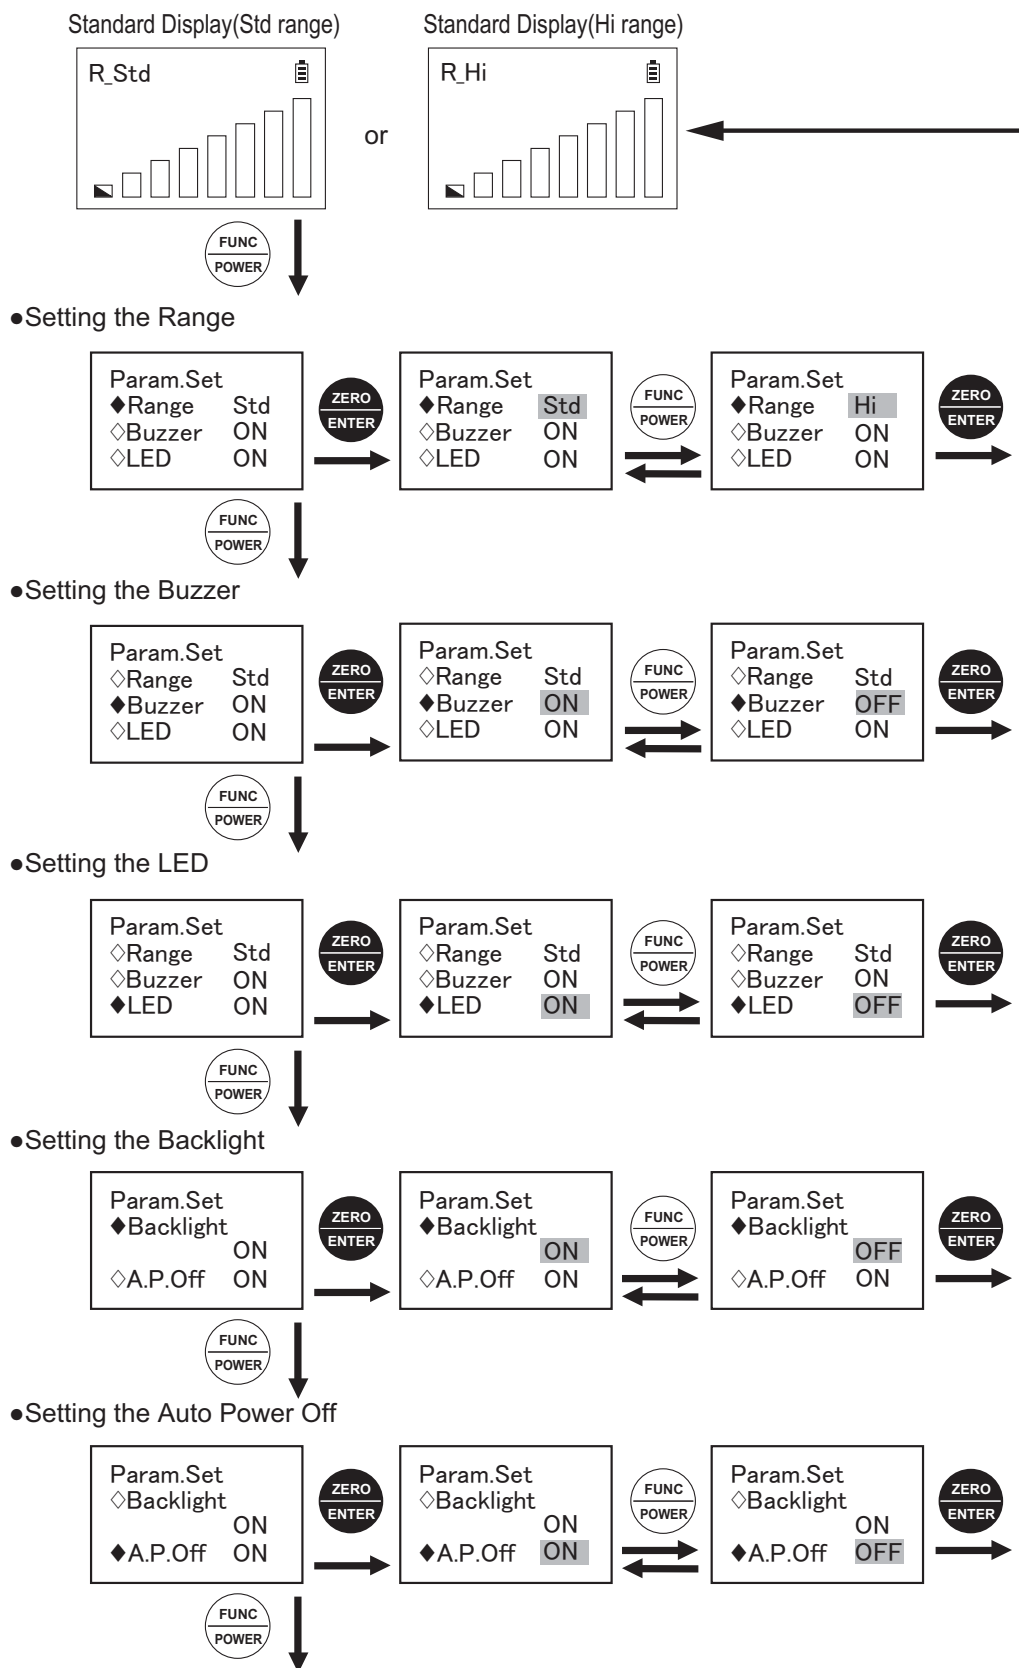 Standard Display(Std range)
Standard Display(Hi range)
R_Std
or
R_Hi
FUNC
POWER
●Setting the Range
Param.Set
◆Range Std
◇Buzzer ON
◇LED ON
ZERO
ENTER
Param.Set
◆Range Std
◇Buzzer ON
◇LED ON
FUNC
POWER
Param.Set
◆Range Hi
◇Buzzer ON
◇LED ON
ZERO
ENTER
FUNC
POWER
●Setting the Buzzer
Param.Set
◇Range Std
◆Buzzer ON
◇LED ON
ZERO
ENTER
Param.Set
◇Range Std
◆Buzzer ON
◇LED ON
FUNC
POWER
Param.Set
◇Range Std
◆Buzzer OFF
◇LED ON
ZERO
ENTER
FUNC
POWER
●Setting the LED
Param.Set
◇Range Std
◇Buzzer ON
◆LED ON
ZERO
ENTER
Param.Set
◇Range Std
◇Buzzer ON
◆LED ON
FUNC
POWER
Param.Set
◇Range Std
◇Buzzer ON
◆LED OFF
ZERO
ENTER
FUNC
POWER
●Setting the Backlight
Param.Set
◆Backlight
ON
◇A.P.Off ON
ZERO
ENTER
Param.Set
◆Backlight
ON
◇A.P.Off ON
FUNC
POWER
Param.Set
◆Backlight
OFF
◇A.P.Off ON
ZERO
ENTER
FUNC
POWER
●Setting the Auto Power Off
Param.Set
◇Backlight
ON
◆A.P.Off ON
ZERO
ENTER
Param.Set
◇Backlight
ON
◆A.P.Off ON
FUNC
POWER
Param.Set
◇Backlight
ON
◆A.P.Off OFF
ZERO
ENTER
FUNC
POWER